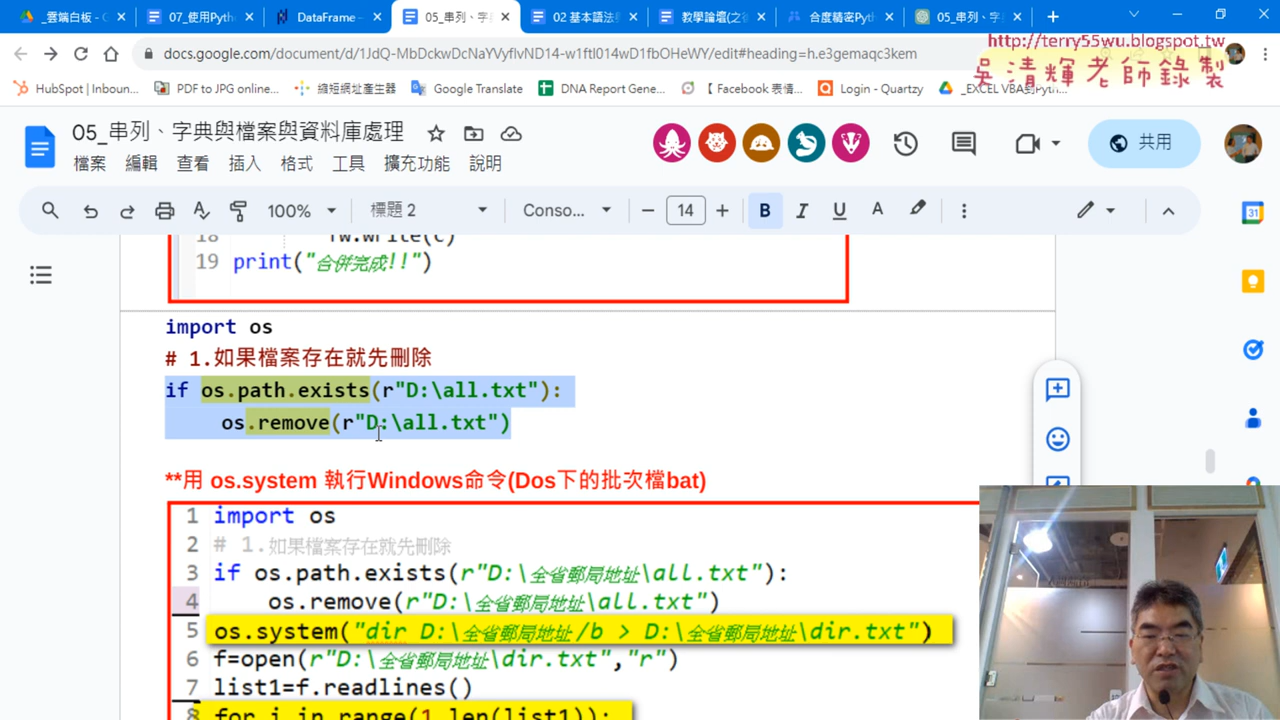 _雲端白板 - G
07_使用Pyth
DataFrame —
05_串列、字
02 基本語法
教學論壇(之
合度精密Pyth
05_串列、字
docs.google.com/document/d/1JdQ-MbDckwDcNaYVyfvND14-w1ftl014wD1fbOHeWY/edit#heading=h.e3gemaqc3kem
http://terry55wu.blogspot.tw
吳清輝老師錄製
HubSpot | Inboun...
PDF to JPG online...
縮短網址產生器
Google Translate
DNA Report Gene...
【 Facebook 表情...
Login - Quartzy
_EXCEL VBA到Pyth...
05_串列、字典與檔案與資料庫處理
檔案 編輯 查看 插入 格式 工具 擴充功能 說明
共用
100% 標題 2 Conso... 14 B I U A
18 fw.write(c)
19 print("合併完成!!")
import os
# 1.如果檔案存在就先刪除
if os.path.exists(r"D:\all.txt"):
os.remove(r"D:\all.txt")
**用 os.system 執行Windows命令(Dos下的批次檔bat)
1 import os
2 # 1.如果檔案存在就先刪除
3 if os.path.exists(r"D:\全省郵局地址\all.txt"):
4 os.remove(r"D:\全省郵局地址\all.txt")
5 os.system("dir D:\全省郵局地址/b > D:\全省郵局地址\dir.txt")
6 f=open(r"D:\全省郵局地址\dir.txt","r")
7 list1=f.readlines()
8 for i in range(1,len(list1)):